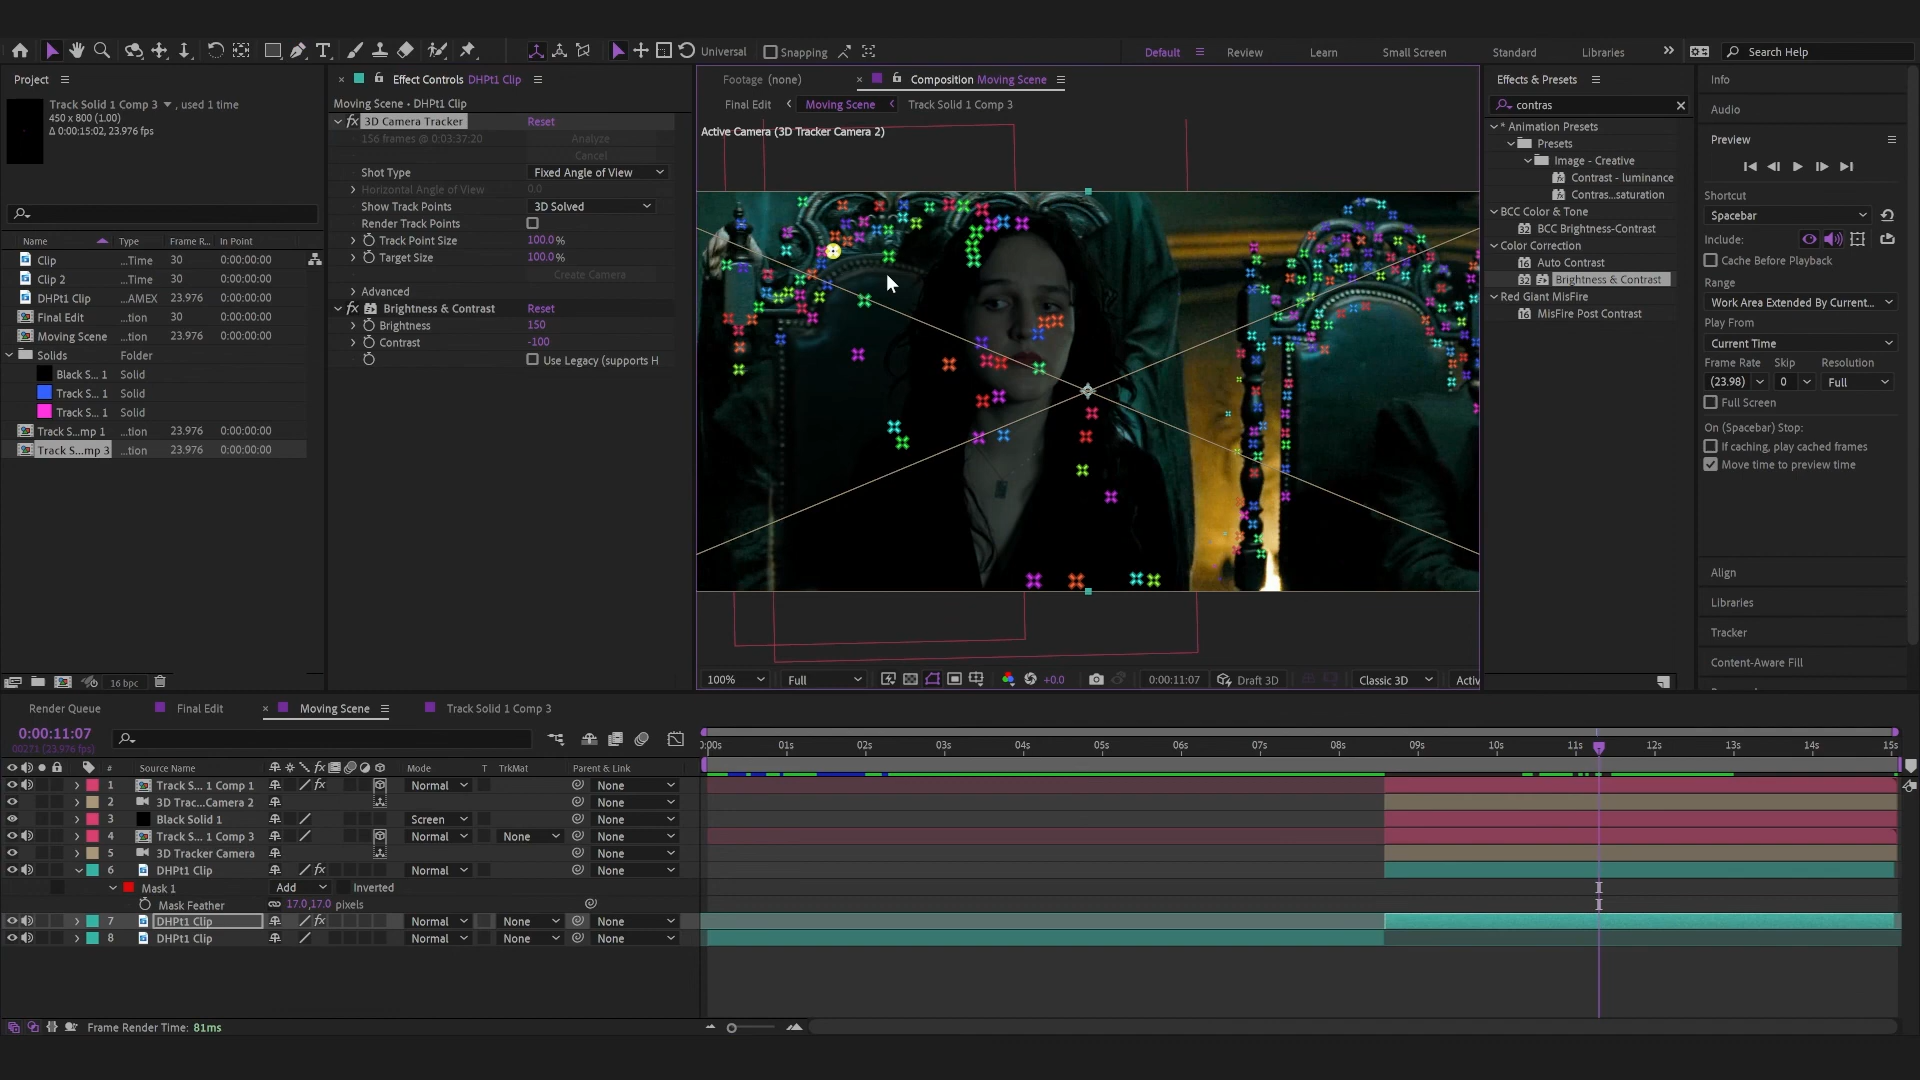 Universal
Snapping
Default
Review
Learn
Small Screen
Standard
Libraries
Search Help
Project
Track Solid 1 Comp 3 , used 1 time
450 x 800 (1.00)
Δ 0:00:15:02, 23.976 fps
Name Type Frame R... In Point
Clip ...Time 30 0:00:00:00
Clip 2 ...Time 30 0:00:00:00
DHPt1 Clip ...AMEX 23.976 0:00:00:00
Final Edit ...tion 30 0:00:00:00
Moving Scene ...tion 23.976 0:00:00:00
Solids Folder
Black S... 1 Solid
Track S... 1 Solid
Track S... 1 Solid
Track S...mp 1 ...tion 23.976 0:00:00:00
Track S...mp 3 ...tion 23.976 0:00:00:00
16 bpc
Effect Controls DHPt1 Clip
Moving Scene • DHPt1 Clip
fx 3D Camera Tracker Reset
156 frames @ 0:03:37:20 Analyze
Cancel
Shot Type Fixed Angle of View
Horizontal Angle of View 0.0
Show Track Points 3D Solved
Render Track Points
Track Point Size 100.0%
Target Size 100.0%
Create Camera
Advanced
fx Brightness & Contrast Reset
Brightness 150
Contrast -100
Use Legacy (supports H
Footage (none)
Composition Moving Scene
Final Edit Moving Scene Track Solid 1 Comp 3
Active Camera (3D Tracker Camera 2)
100% Full +0.0 0:00:11:07 Draft 3D Classic 3D Activ
Effects & Presets
contras
* Animation Presets
Presets
Image - Creative
Contrast - luminance
Contras...saturation
BCC Color & Tone
BCC Brightness-Contrast
Color Correction
Auto Contrast
Brightness & Contrast
Red Giant MisFire
MisFire Post Contrast
Info
Audio
Preview
Shortcut
Spacebar
Include:
Cache Before Playback
Range
Work Area Extended By Current...
Play From
Current Time
Frame Rate Skip Resolution
(23.98) 0 Full
Full Screen
On (Spacebar) Stop:
If caching, play cached frames
Move time to preview time
Align
Libraries
Tracker
Content-Aware Fill
Render Queue
Final Edit
Moving Scene
Track Solid 1 Comp 3
0:00:11:07
00271 (23.976 fps)
0:00s 01s 02s 03s 04s 05s 06s 07s 08s 09s 10s 11s 12s 13s 14s 15s
# Source Name fx Mode T TrkMat Parent & Link
1 Track S... 1 Comp 1 fx Normal None
2 3D Trac...Camera 2 None
3 Black Solid 1 Screen None
4 Track S... 1 Comp 3 Normal None None
5 3D Tracker Camera None
6 DHPt1 Clip fx Normal None None
Mask 1 Add Inverted
Mask Feather 17.0,17.0 pixels
7 DHPt1 Clip fx Normal None None
8 DHPt1 Clip Normal None None
Frame Render Time: 81ms